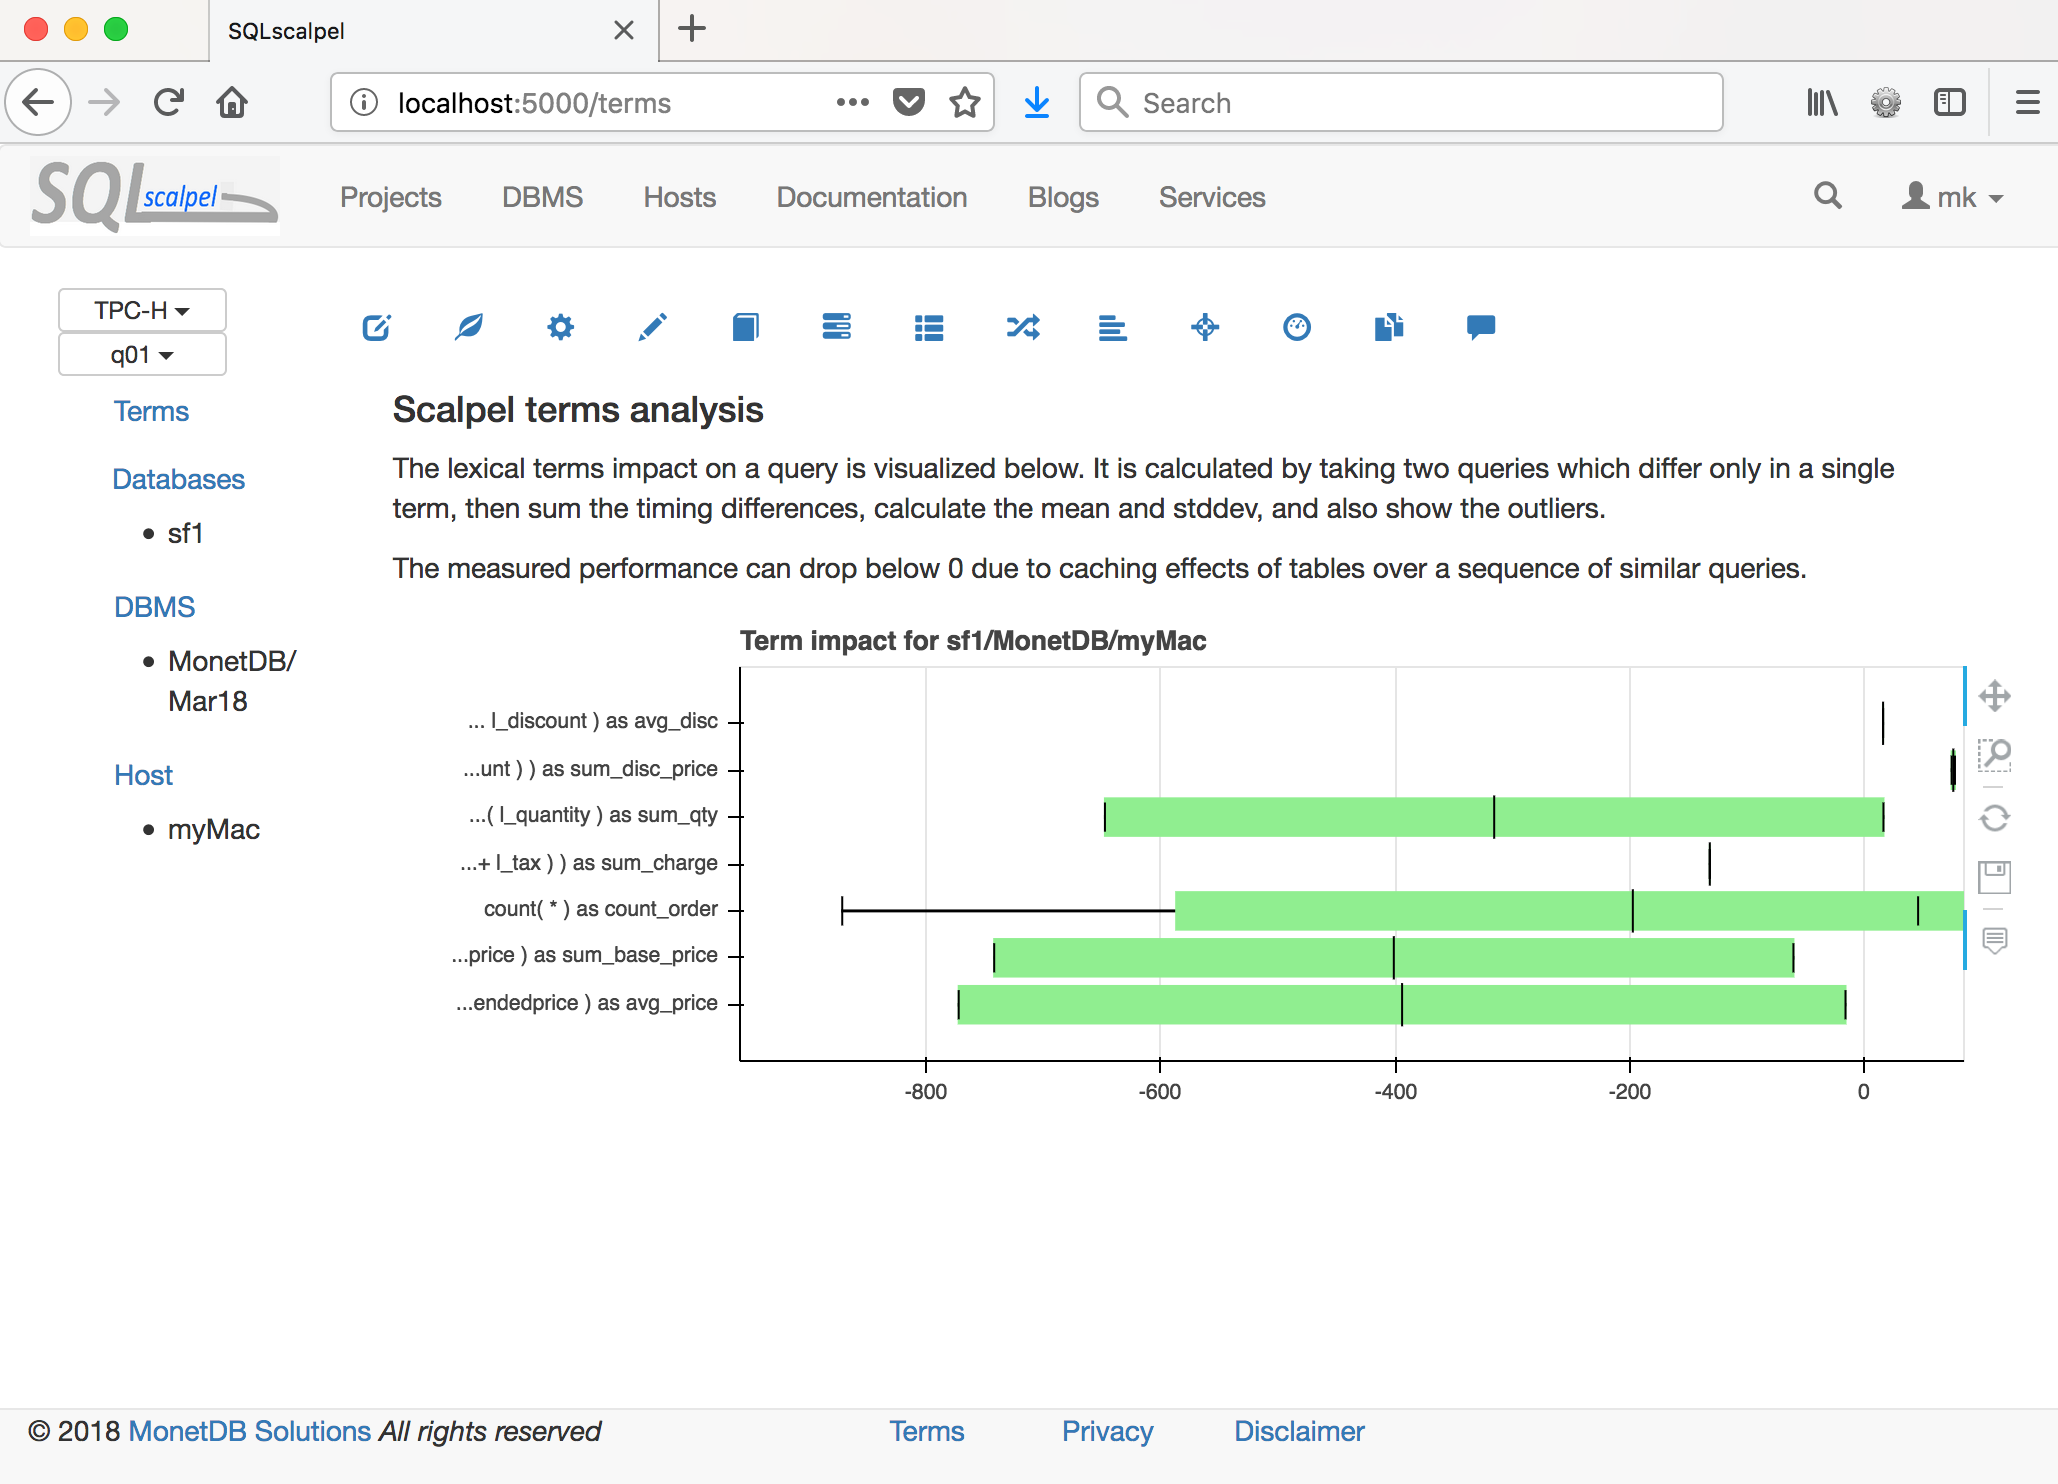 SQLscalpel
localhost:5000/terms
Search
SQL scalpel
Projects DBMS Hosts Documentation Blogs Services
mk
TPC-H
q01
Terms
Databases
sf1
DBMS
MonetDB/
Mar18
Host
myMac
Scalpel terms analysis
The lexical terms impact on a query is visualized below. It is calculated by taking two queries which differ only in a single
term, then sum the timing differences, calculate the mean and stddev, and also show the outliers.
The measured performance can drop below 0 due to caching effects of tables over a sequence of similar queries.
Term impact for sf1/MonetDB/myMac
... l_discount ) as avg_disc
...unt ) ) as sum_disc_price
...( l_quantity ) as sum_qty
...+ l_tax ) ) as sum_charge
count( * ) as count_order
...price ) as sum_base_price
...endedprice ) as avg_price
-800 -600 -400 -200 0
© 2018 MonetDB Solutions All rights reserved
Terms Privacy Disclaimer